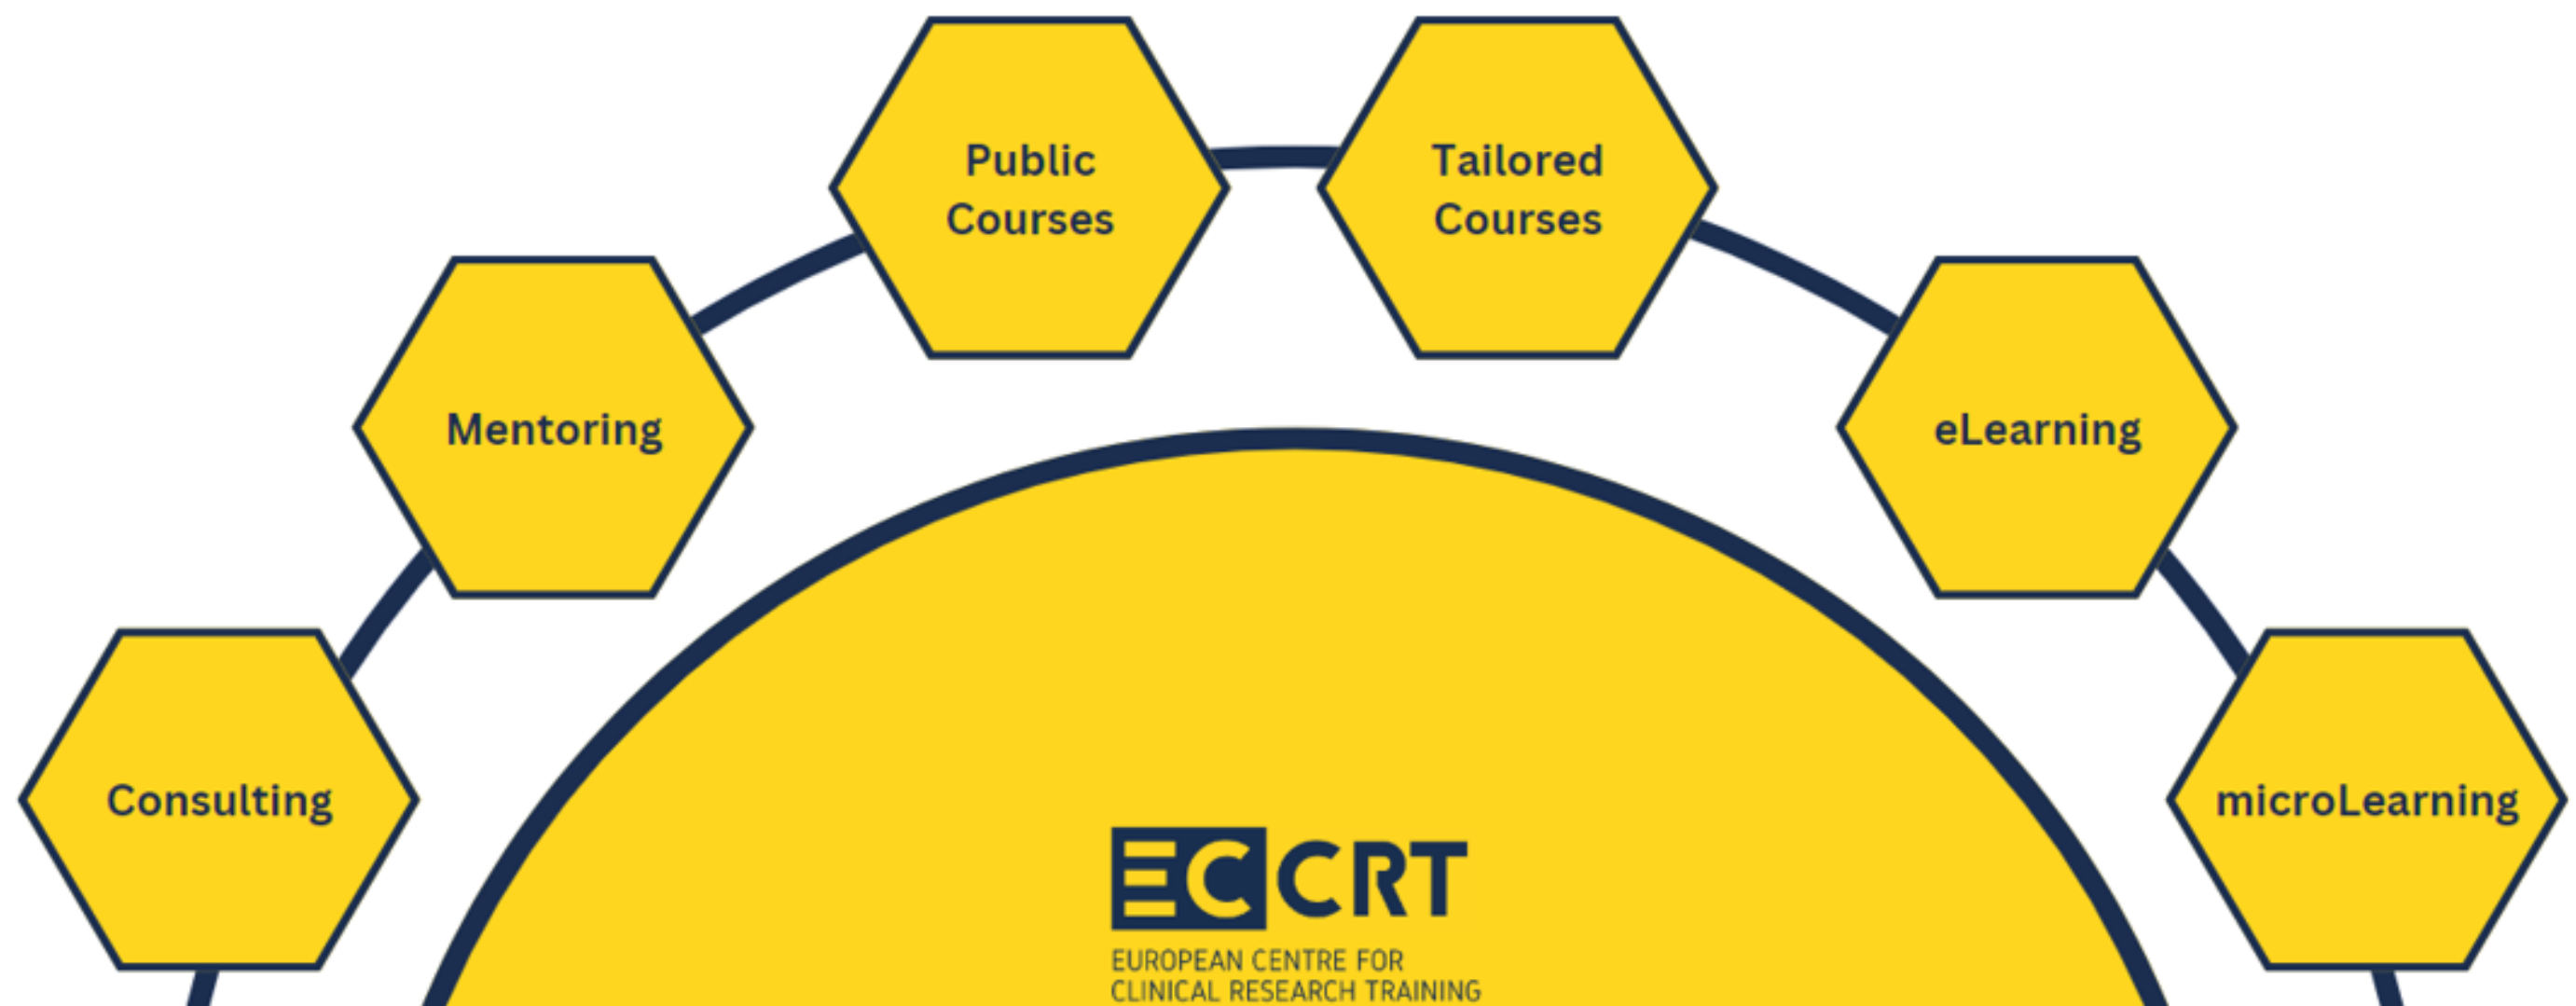 Public
Courses
Tailored
Courses
Mentoring
eLearning
Consulting
microLearning
ECCRT
EUROPEAN CENTRE FOR
CLINICAL RESEARCH TRAINING